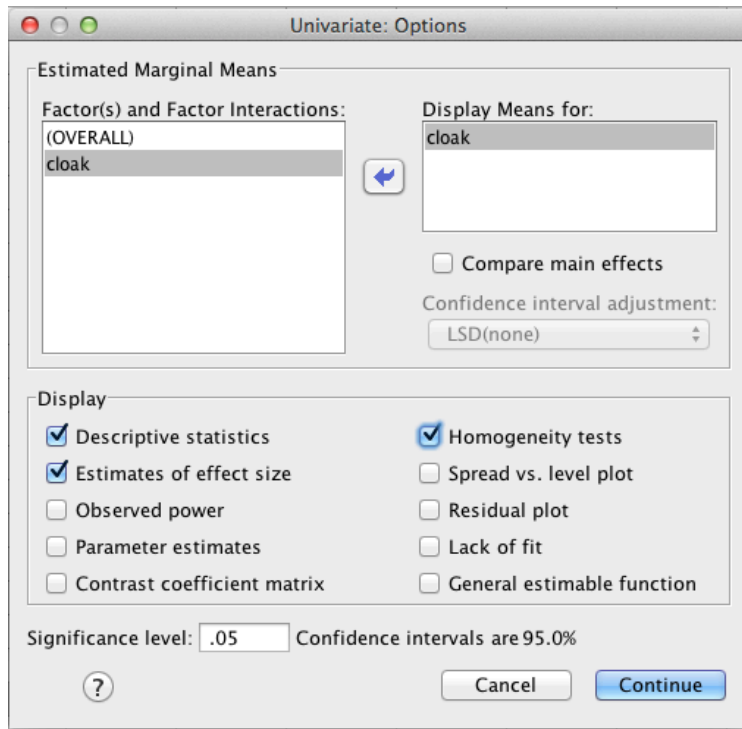 Univariate: Options
Estimated Marginal Means
Factor(s) and Factor Interactions:
(OVERALL)
cloak
Display Means for:
cloak
Compare main effects
Confidence interval adjustment:
LSD(none)
Display
Descriptive statistics
Estimates of effect size
Observed power
Parameter estimates
Contrast coefficient matrix
Homogeneity tests
Spread vs. level plot
Residual plot
Lack of fit
General estimable function
Significance level: .05 Confidence intervals are 95.0%
? Cancel Continue